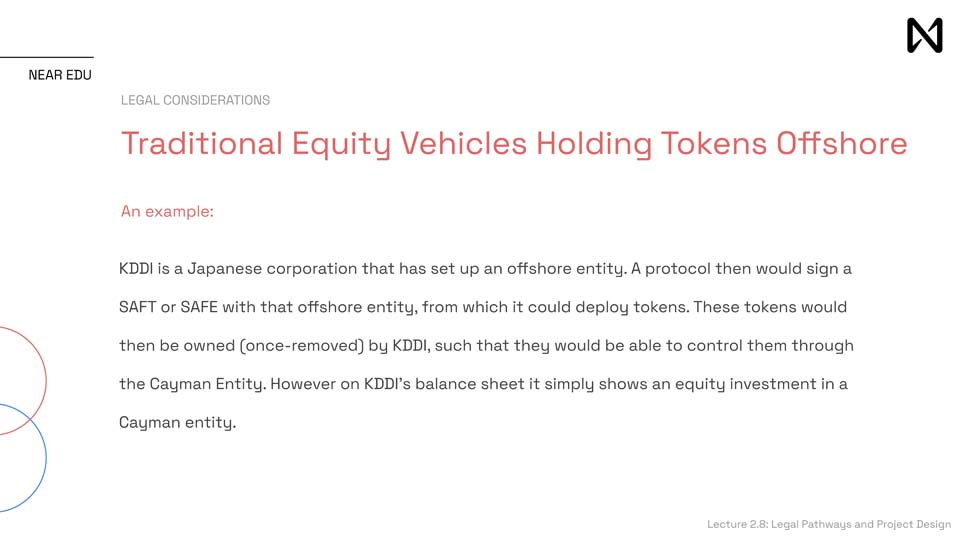 NEAR EDU
LEGAL CONSIDERATIONS
Traditional Equity Vehicles Holding Tokens Offshore
An example:
KDDI is a Japanese corporation that has set up an offshore entity. A protocol then would sign a
SAFT or SAFE with that offshore entity, from which it could deploy tokens. These tokens would
then be owned (once-removed) by KDDI, such that they would be able to control them through
the Cayman Entity. However on KDDI's balance sheet it simply shows an equity investment in a
Cayman entity.
Lecture 2.8: Legal Pathways and Project Design